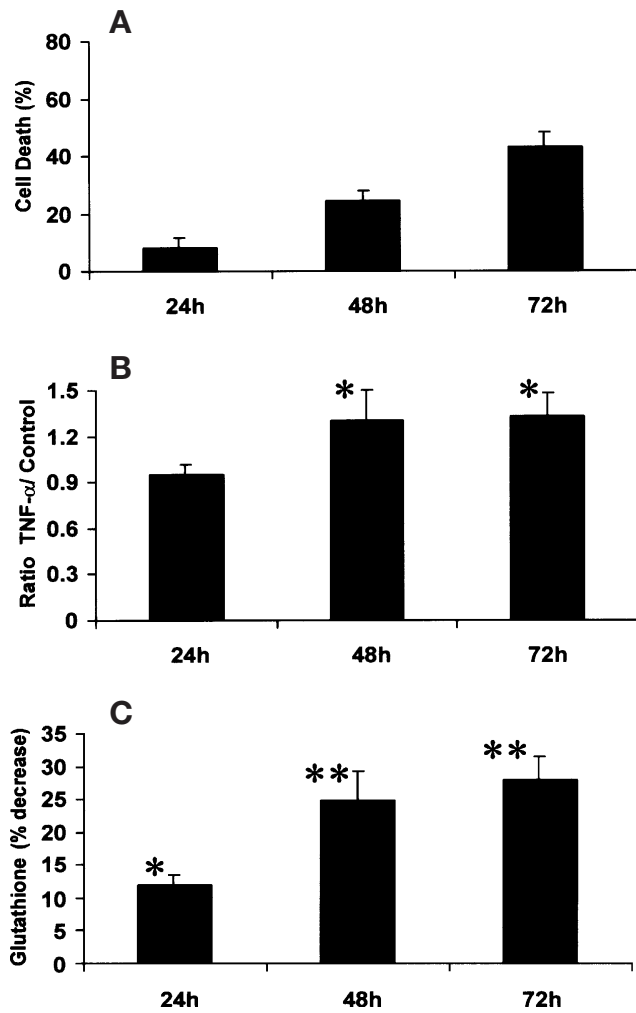 A
Cell Death (%)
80
60
40
20
0
24h 48h 72h
B
Ratio TNF-α/ Control
1.5
1.2
0.9
0.6
0.3
0
* *
24h 48h 72h
C
Glutathione (% decrease)
35
30
25
20
15
10
5
0
* ** **
24h 48h 72h